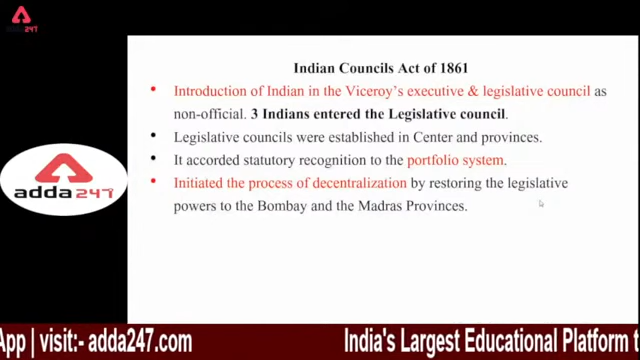 adda247
Indian Councils Act of 1861
• Introduction of Indian in the Viceroy's executive & legislative council as
non-official. 3 Indians entered the Legislative council.
• Legislative councils were established in Center and provinces.
• It accorded statutory recognition to the portfolio system.
• Initiated the process of decentralization by restoring the legislative
powers to the Bombay and the Madras Provinces.
adda247
App | visit:- adda247.com
India's Largest Educational Platform t